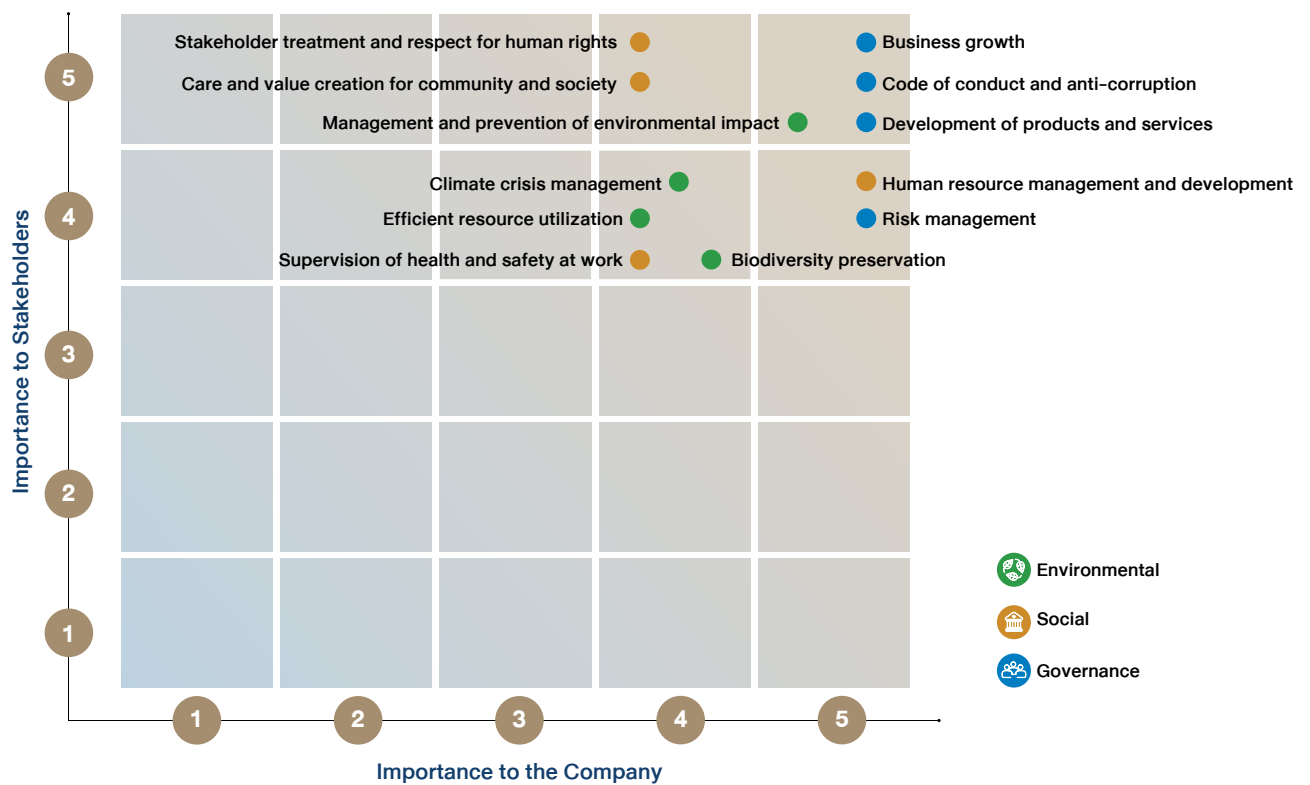 Importance to Stakeholders
5
Stakeholder treatment and respect for human rights
Business growth
Care and value creation for community and society
Code of conduct and anti-corruption
Management and prevention of environmental impact
Development of products and services
4
Climate crisis management
Human resource management and development
Efficient resource utilization
Risk management
Supervision of health and safety at work
Biodiversity preservation
3
2
1
Environmental
Social
Governance
1
2
3
4
5
Importance to the Company